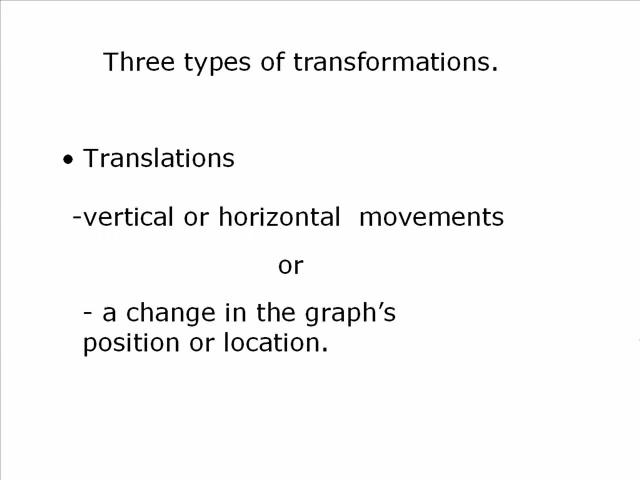 Three types of transformations.
• Translations
-vertical or horizontal  movements
or
- a change in the graph’s
position or location.